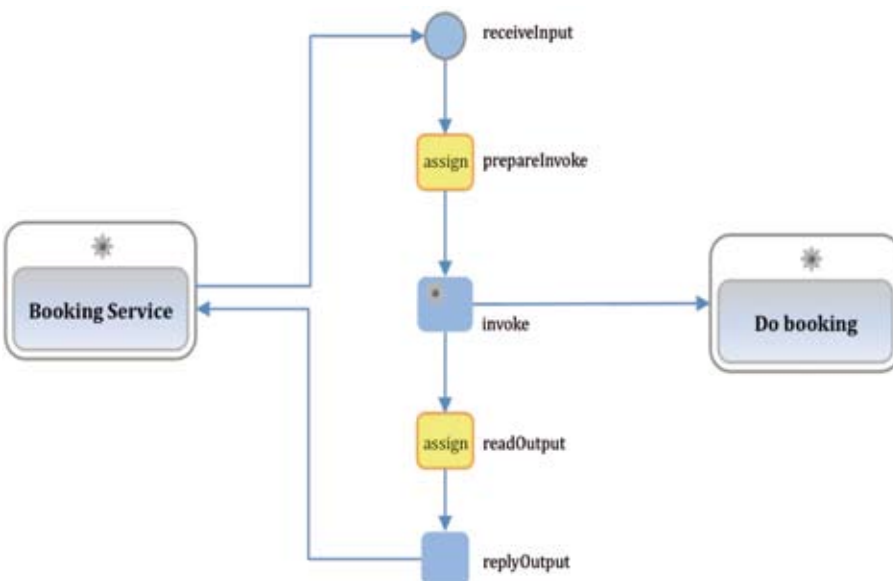 receiveInput
assign
prepareInvoke
Booking Service
invoke
Do booking
assign
readOutput
replyOutput